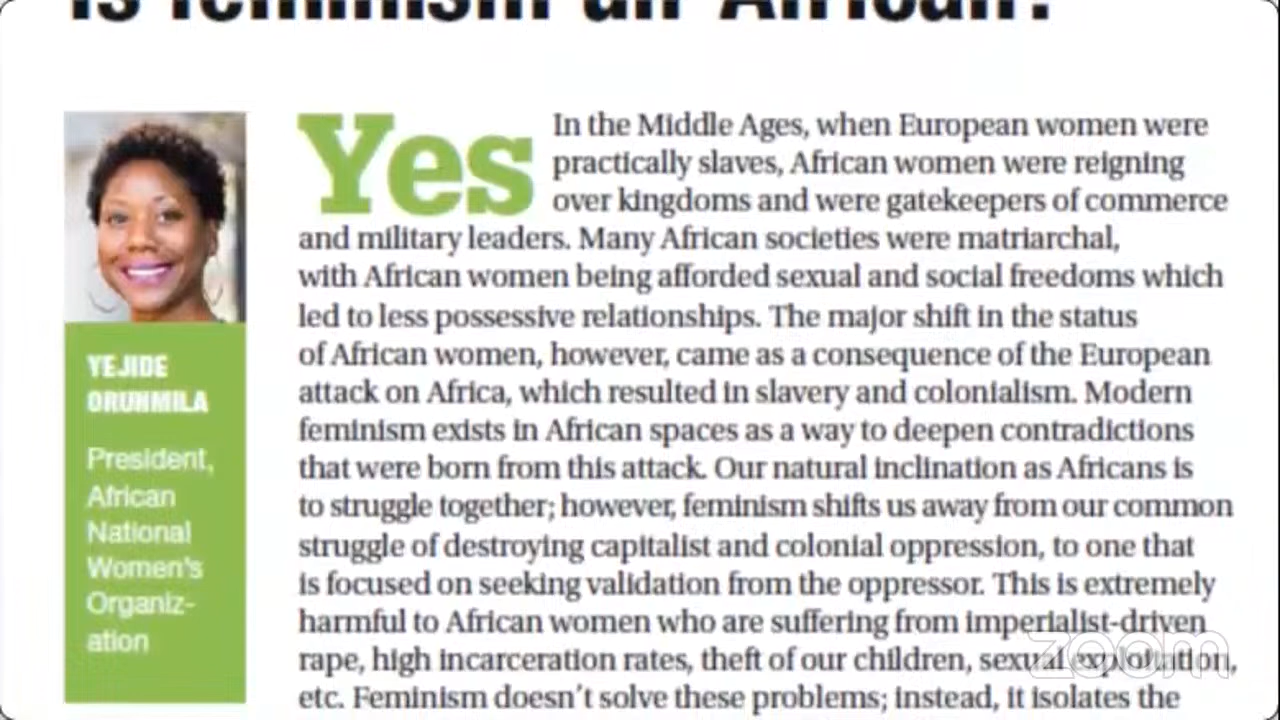 Is feminism un-African?
Yes
In the Middle Ages, when European women were
practically slaves, African women were reigning
over kingdoms and were gatekeepers of commerce
and military leaders. Many African societies were matriarchal,
with African women being afforded sexual and social freedoms which
led to less possessive relationships. The major shift in the status
of African women, however, came as a consequence of the European
attack on Africa, which resulted in slavery and colonialism. Modern
feminism exists in African spaces as a way to deepen contradictions
that were born from this attack. Our natural inclination as Africans is
to struggle together; however, feminism shifts us away from our common
struggle of destroying capitalist and colonial oppression, to one that
is focused on seeking validation from the oppressor. This is extremely
harmful to African women who are suffering from imperialist-driven
rape, high incarceration rates, theft of our children, sexual exploitation,
etc. Feminism doesn't solve these problems; instead, it isolates the
YEJIDE
ORUNMILA
President,
African
National
Women's
Organiz-
ation
zoom